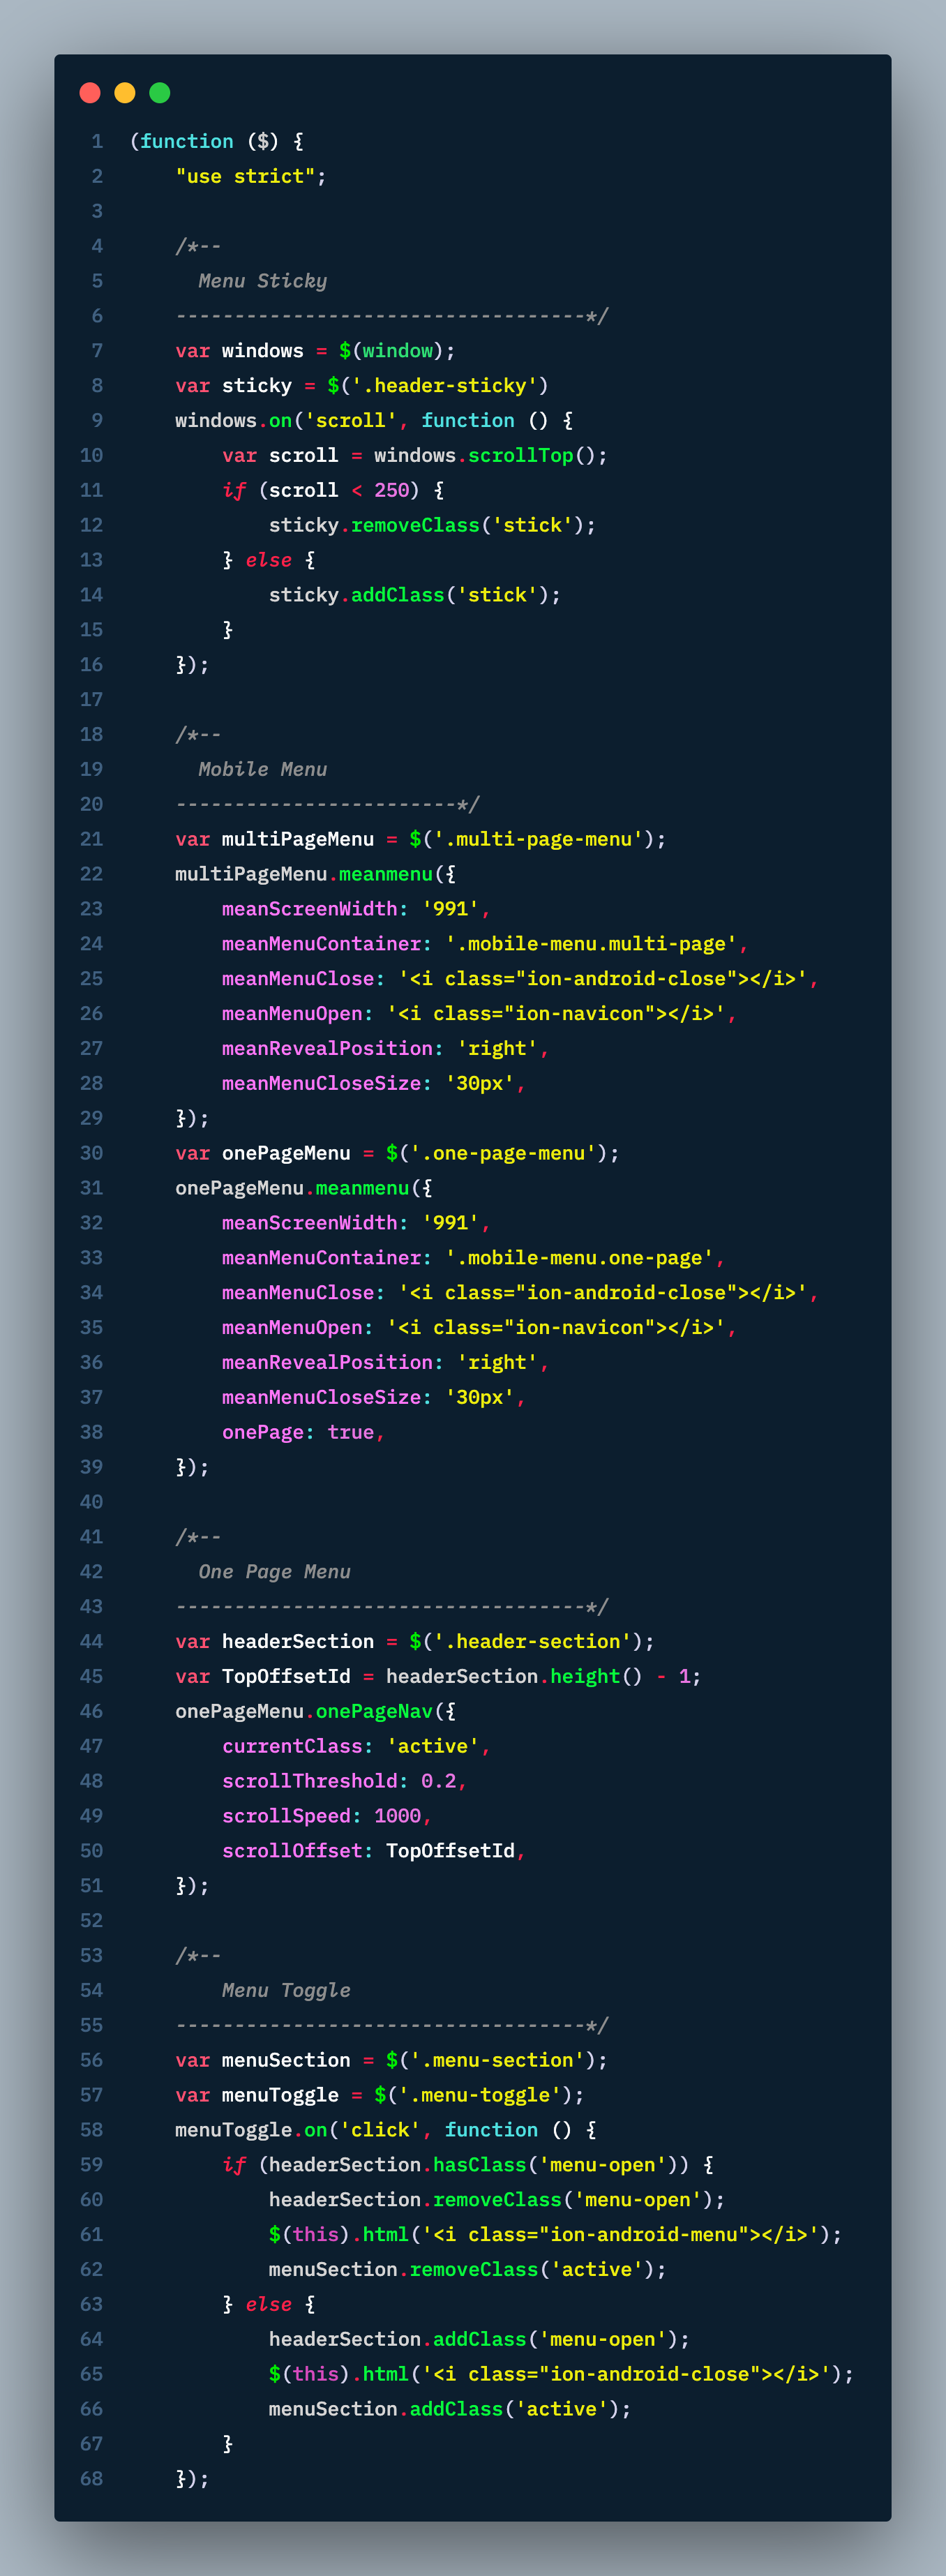 1 (function ($) {
2     "use strict";
3
4     /*--
5       Menu Sticky
6     -----------------------------------*/
7     var windows = $(window);
8     var sticky = $('.header-sticky')
9     windows.on('scroll', function () {
10         var scroll = windows.scrollTop();
11         if (scroll < 250) {
12             sticky.removeClass('stick');
13         } else {
14             sticky.addClass('stick');
15         }
16     });
17
18     /*--
19       Mobile Menu
20     ------------------------*/
21     var multiPageMenu = $('.multi-page-menu');
22     multiPageMenu.meanmenu({
23         meanScreenWidth: '991',
24         meanMenuContainer: '.mobile-menu.multi-page',
25         meanMenuClose: '<i class="ion-android-close"></i>',
26         meanMenuOpen: '<i class="ion-navicon"></i>',
27         meanRevealPosition: 'right',
28         meanMenuCloseSize: '30px',
29     });
30     var onePageMenu = $('.one-page-menu');
31     onePageMenu.meanmenu({
32         meanScreenWidth: '991',
33         meanMenuContainer: '.mobile-menu.one-page',
34         meanMenuClose: '<i class="ion-android-close"></i>',
35         meanMenuOpen: '<i class="ion-navicon"></i>',
36         meanRevealPosition: 'right',
37         meanMenuCloseSize: '30px',
38         onePage: true,
39     });
40
41     /*--
42       One Page Menu
43     -----------------------------------*/
44     var headerSection = $('.header-section');
45     var TopOffsetId = headerSection.height() - 1;
46     onePageMenu.onePageNav({
47         currentClass: 'active',
48         scrollThreshold: 0.2,
49         scrollSpeed: 1000,
50         scrollOffset: TopOffsetId,
51     });
52
53     /*--
54         Menu Toggle
55     -----------------------------------*/
56     var menuSection = $('.menu-section');
57     var menuToggle = $('.menu-toggle');
58     menuToggle.on('click', function () {
59         if (headerSection.hasClass('menu-open')) {
60             headerSection.removeClass('menu-open');
61             $(this).html('<i class="ion-android-menu"></i>');
62             menuSection.removeClass('active');
63         } else {
64             headerSection.addClass('menu-open');
65             $(this).html('<i class="ion-android-close"></i>');
66             menuSection.addClass('active');
67         }
68     });